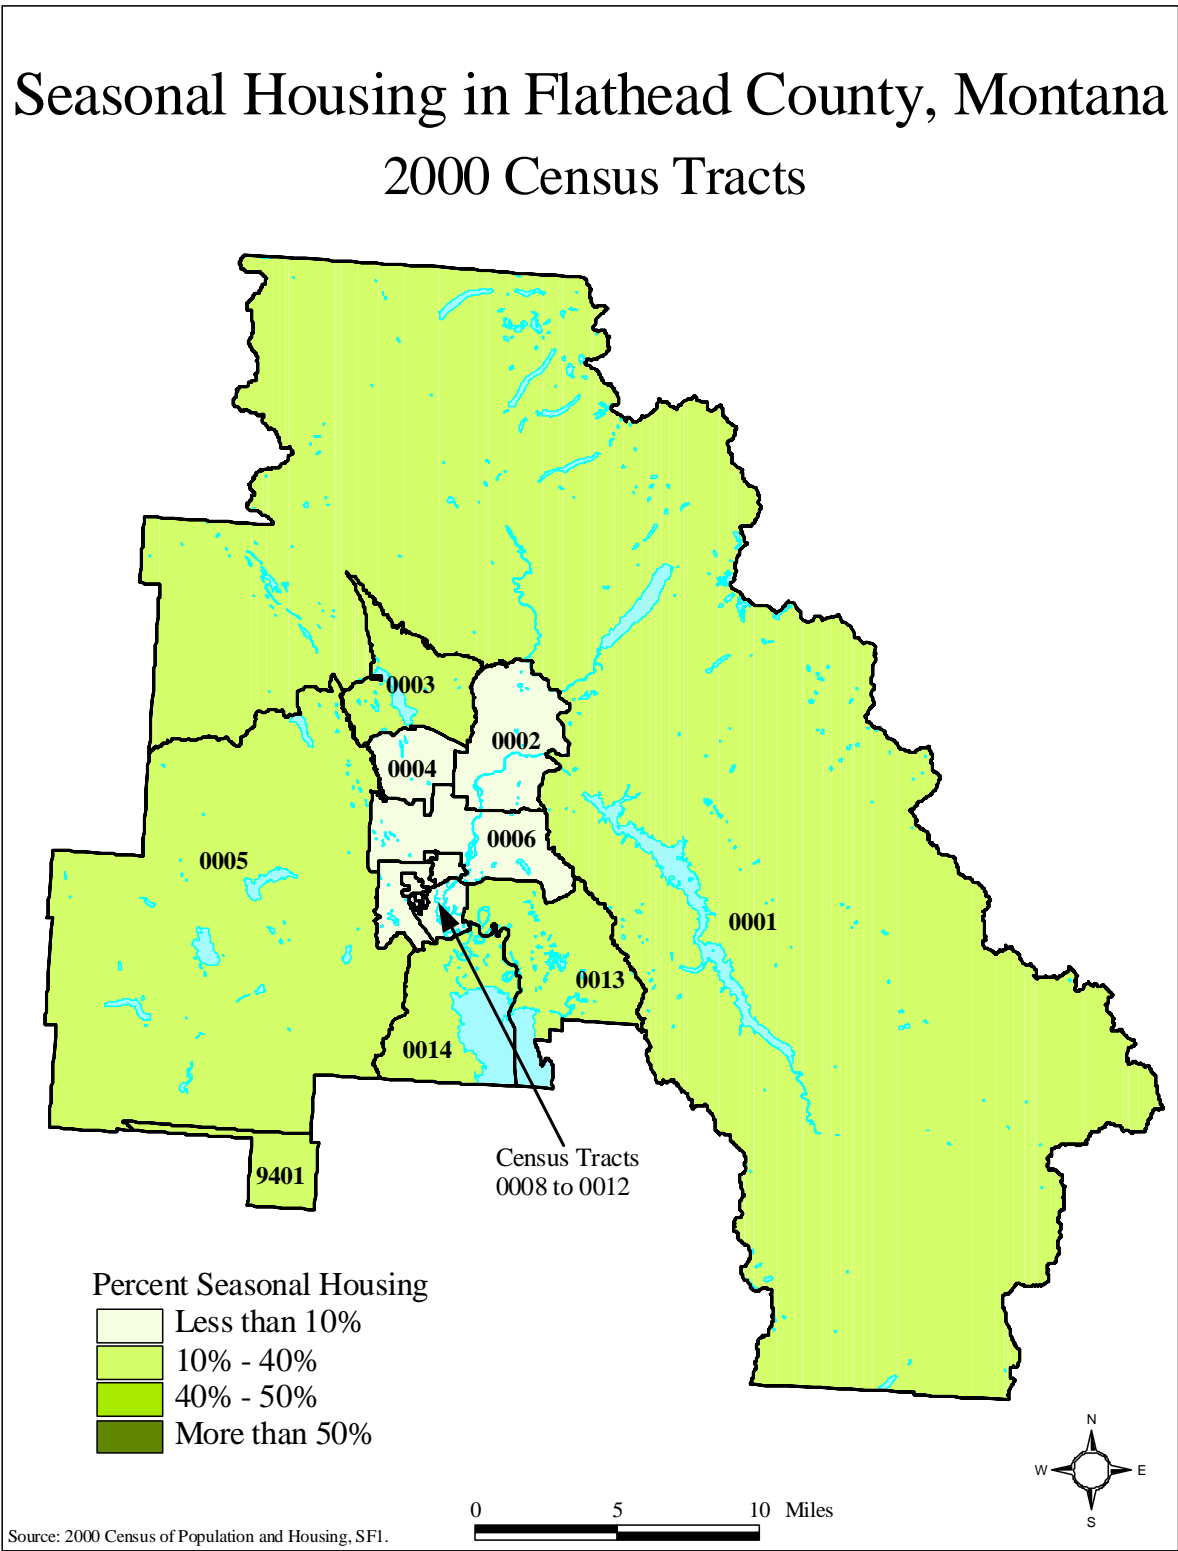 Seasonal Housing in Flathead County, Montana
2000 Census Tracts
0003
0002
0004
0006
0005
0001
0013
0014
Census Tracts
0008 to 0012
9401
Percent Seasonal Housing
Less than 10%
10% - 40%
40% - 50%
More than 50%
N
W E
S
0 5 10 Miles
Source: 2000 Census of Population and Housing, SF1.